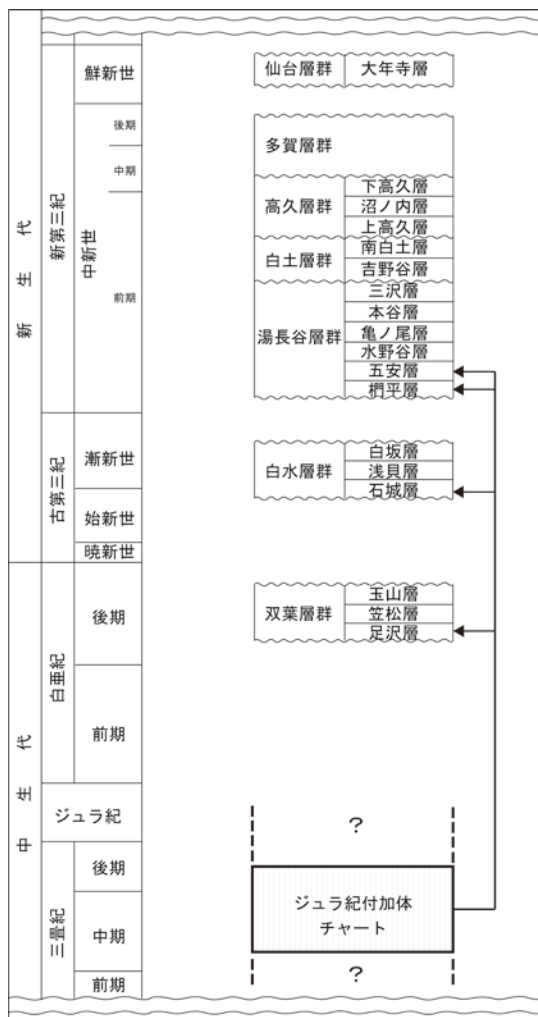 新生代
中生代
新第三紀
古第三紀
白亜紀
ジュラ紀
三畳紀
鮮新世
中新世
後期
中期
前期
漸新世
始新世
暁新世
後期
前期
後期
中期
前期
仙台層群 大年寺層
多賀層群
高久層群
下高久層
沼ノ内層
上高久層
白土層群
南白土層
吉野谷層
湯長谷層群
三沢層
本谷層
亀ノ尾層
水野谷層
五安層
椚平層
白水層群
白坂層
浅貝層
石城層
双葉層群
玉山層
笠松層
足沢層
?
ジュラ紀付加体
チャート
?